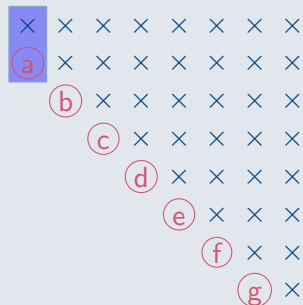 × × × × × × × ×
a × × × × × × ×
b × × × × × ×
c × × × × ×
d × × × ×
e × × ×
f × ×
g ×